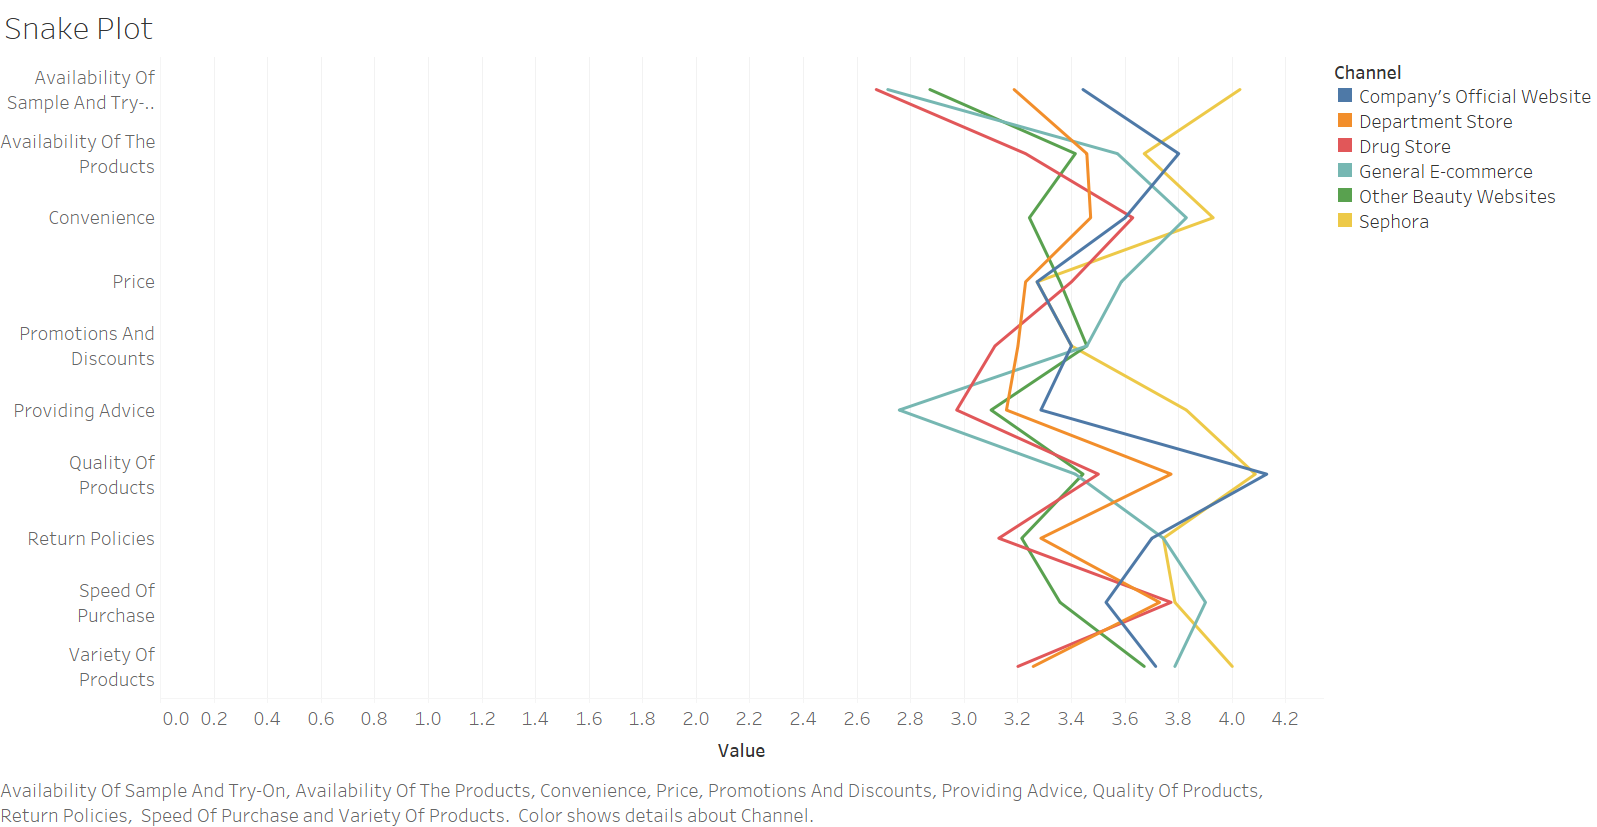 Snake Plot
Availability Of
Sample And Try-..
Availability Of The
Products
Convenience
Price
Promotions And
Discounts
Providing Advice
Quality Of
Products
Return Policies
Speed Of
Purchase
Variety Of
Products
0.0 0.2 0.4 0.6 0.8 1.0 1.2 1.4 1.6 1.8 2.0 2.2 2.4 2.6 2.8 3.0 3.2 3.4 3.6 3.8 4.0 4.2
Value
Channel
Company's Official Website
Department Store
Drug Store
General E-commerce
Other Beauty Websites
Sephora
Availability Of Sample And Try-On, Availability Of The Products, Convenience, Price, Promotions And Discounts, Providing Advice, Quality Of Products,
Return Policies,  Speed Of Purchase and Variety Of Products.  Color shows details about Channel.